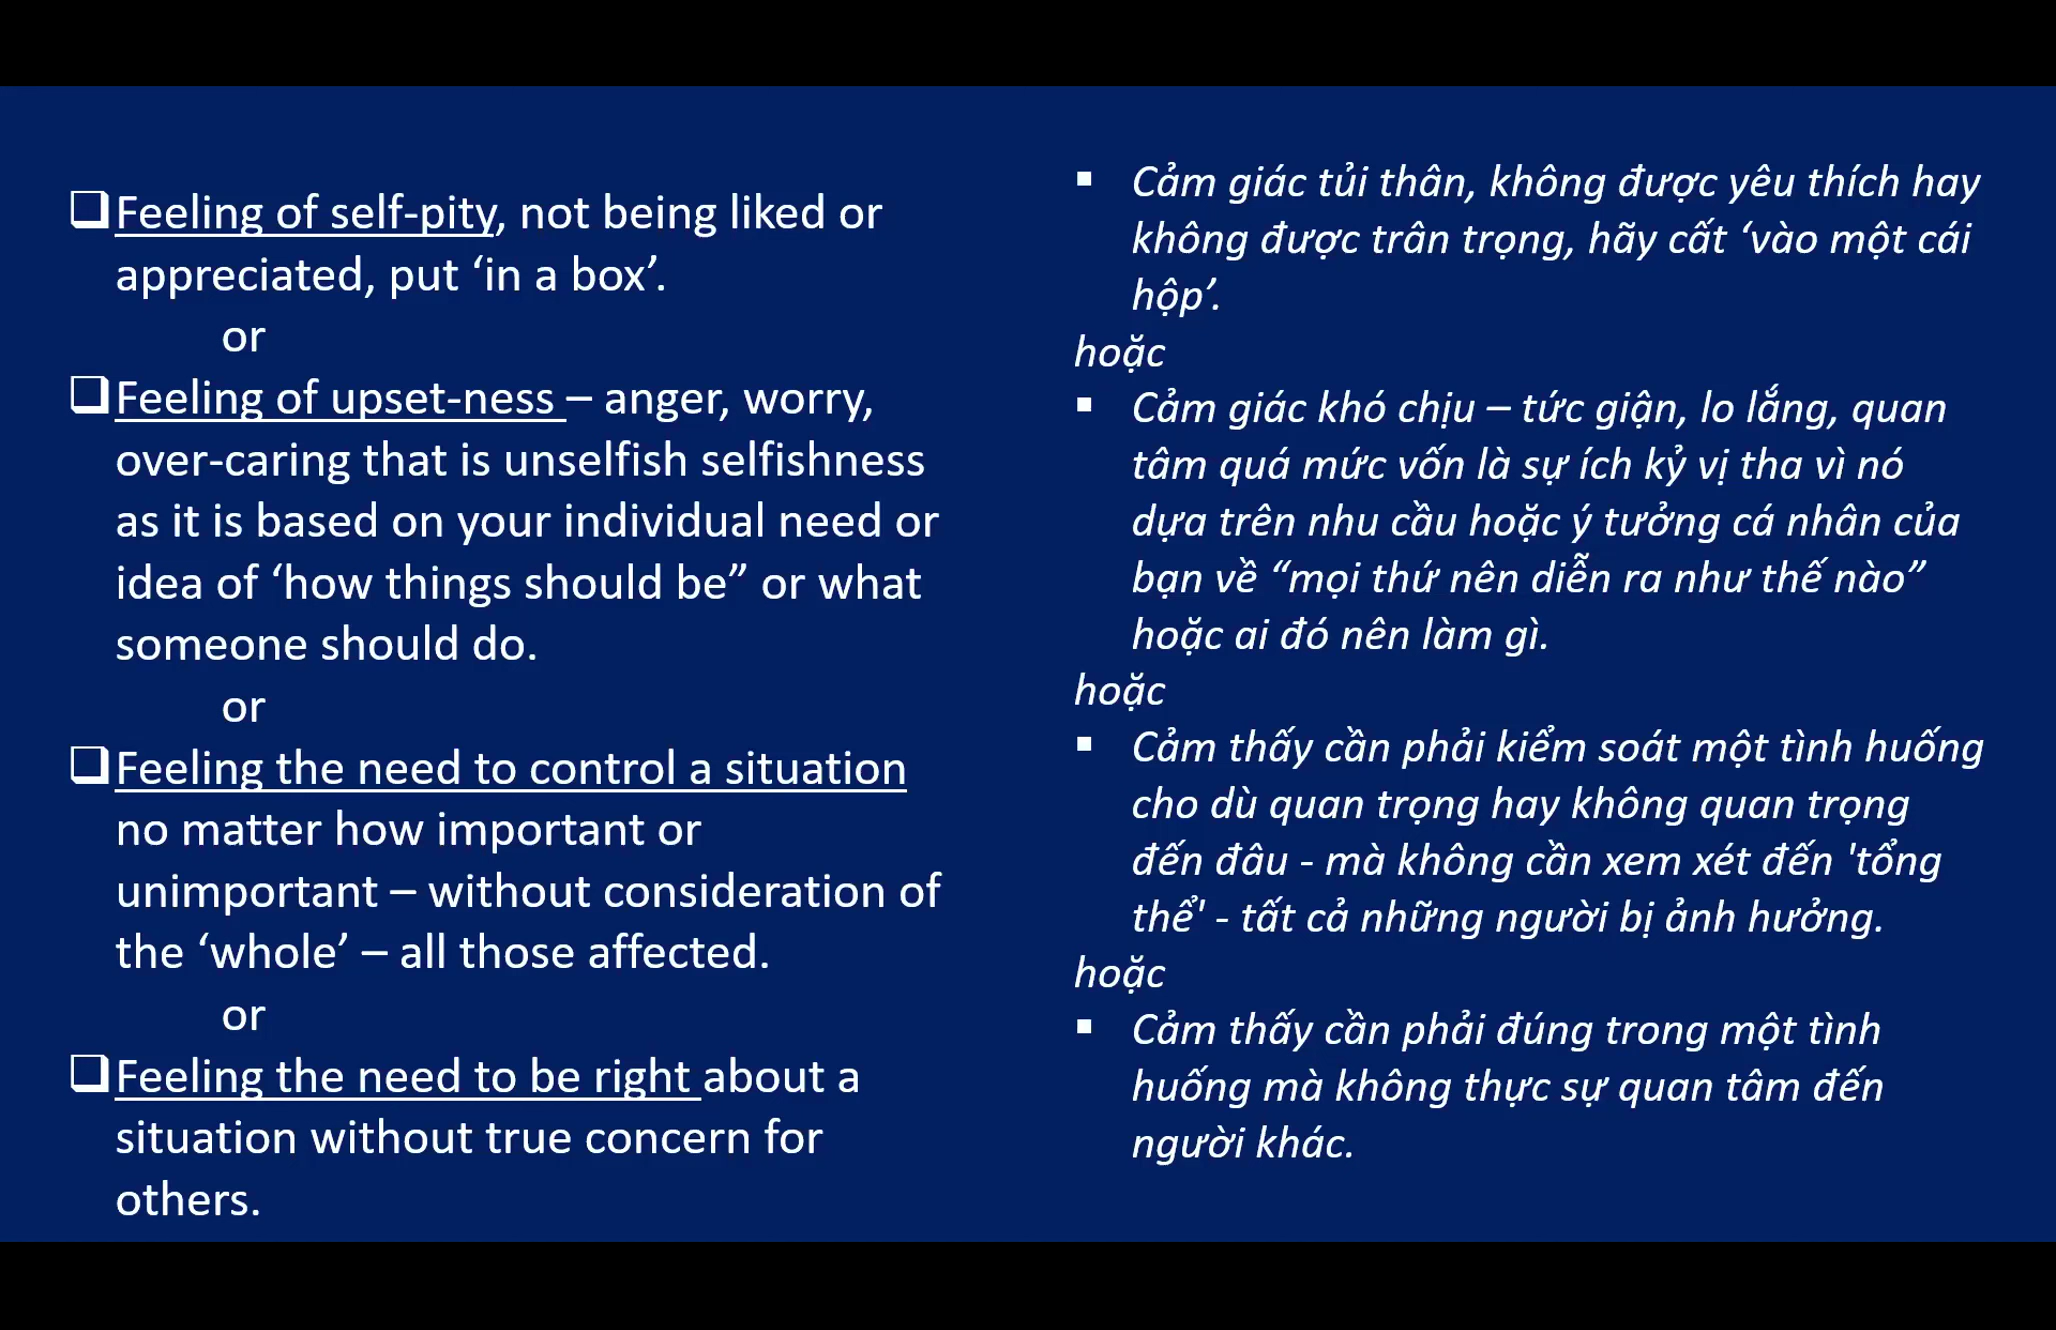 Feeling of self-pity, not being liked or
appreciated, put ‘in a box’.
or
Feeling of upset-ness – anger, worry,
over-caring that is unselfish selfishness
as it is based on your individual need or
idea of ‘how things should be” or what
someone should do.
or
Feeling the need to control a situation
no matter how important or
unimportant – without consideration of
the ‘whole’ – all those affected.
or
Feeling the need to be right about a
situation without true concern for
others.
Cảm giác tủi thân, không được yêu thích hay
không được trân trọng, hãy cất ‘vào một cái
hộp’.
hoặc
Cảm giác khó chịu – tức giận, lo lắng, quan
tâm quá mức vốn là sự ích kỷ vị tha vì nó
dựa trên nhu cầu hoặc ý tưởng cá nhân của
bạn về “mọi thứ nên diễn ra như thế nào”
hoặc ai đó nên làm gì.
hoặc
Cảm thấy cần phải kiểm soát một tình huống
cho dù quan trọng hay không quan trọng
đến đâu - mà không cần xem xét đến 'tổng
thể' - tất cả những người bị ảnh hưởng.
hoặc
Cảm thấy cần phải đúng trong một tình
huống mà không thực sự quan tâm đến
người khác.